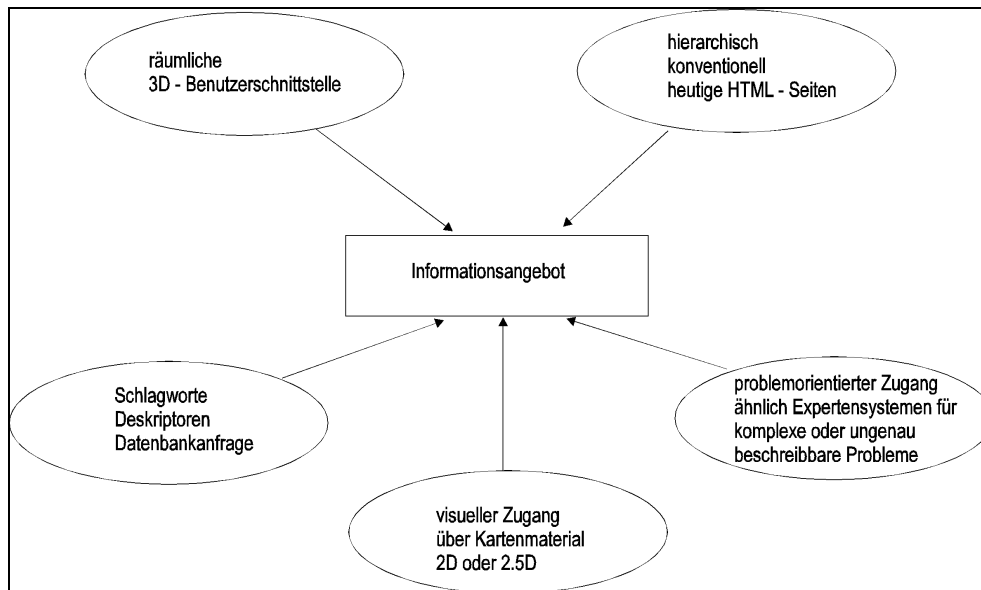 räumliche
3D - Benutzerschnittstelle
hierarchisch
konventionell
heutige HTML - Seiten
Informationsangebot
Schlagworte
Deskriptoren
Datenbankanfrage
problemorientierter Zugang
ähnlich Expertensystemen für
komplexe oder ungenau
beschreibbare Probleme
visueller Zugang
über Kartenmaterial
2D oder 2.5D